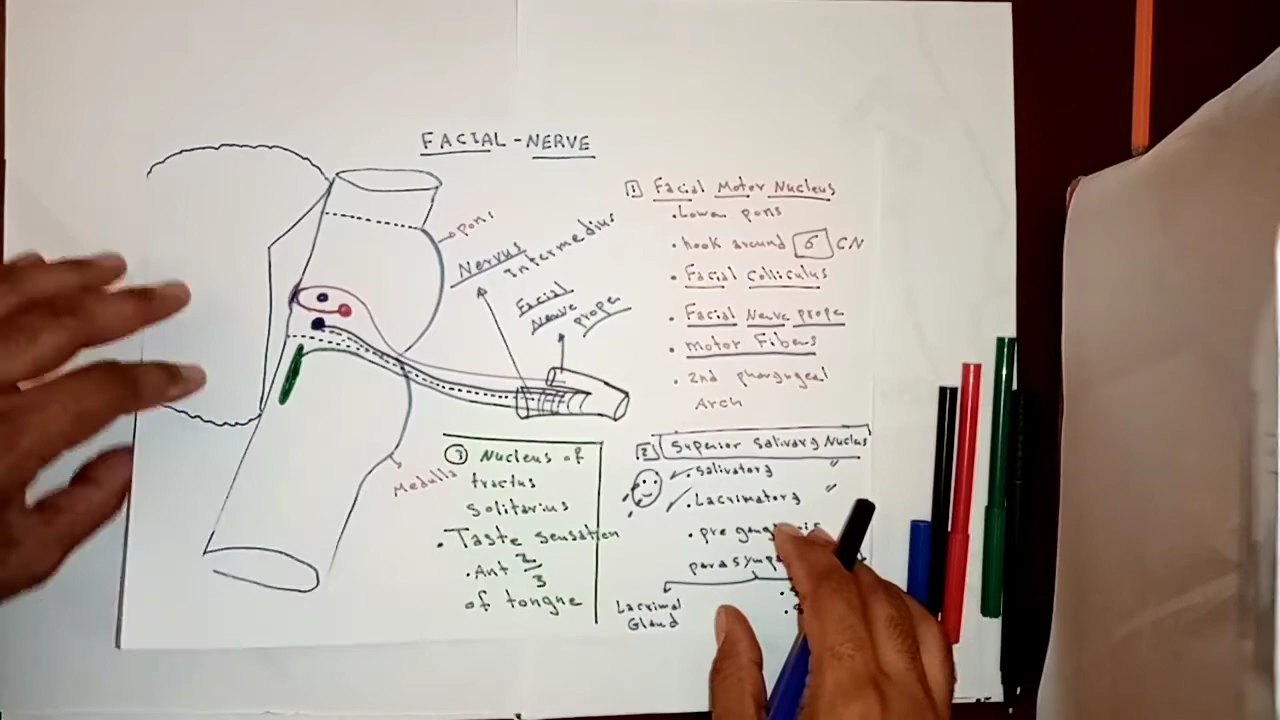 FACIAL-NERVE
pons
Nervus
Intermedius
Facial
Nerve
prope
Medulla
1 Facial Motor Nucleus
. Lower pons
. hook around 6 CN
. Facial colliculus
. Facial Nerve prope
. Motor Fibers
. 2nd pharyngeal
Arch
2 Superior Salivary Nucleus
. Salivatory "
. Lacrimatory "
. pre
Lacrimal
Gland
3 Nucleus of
tractus
Solitarius
. Taste sensation
. Ant 2/3
of tongue